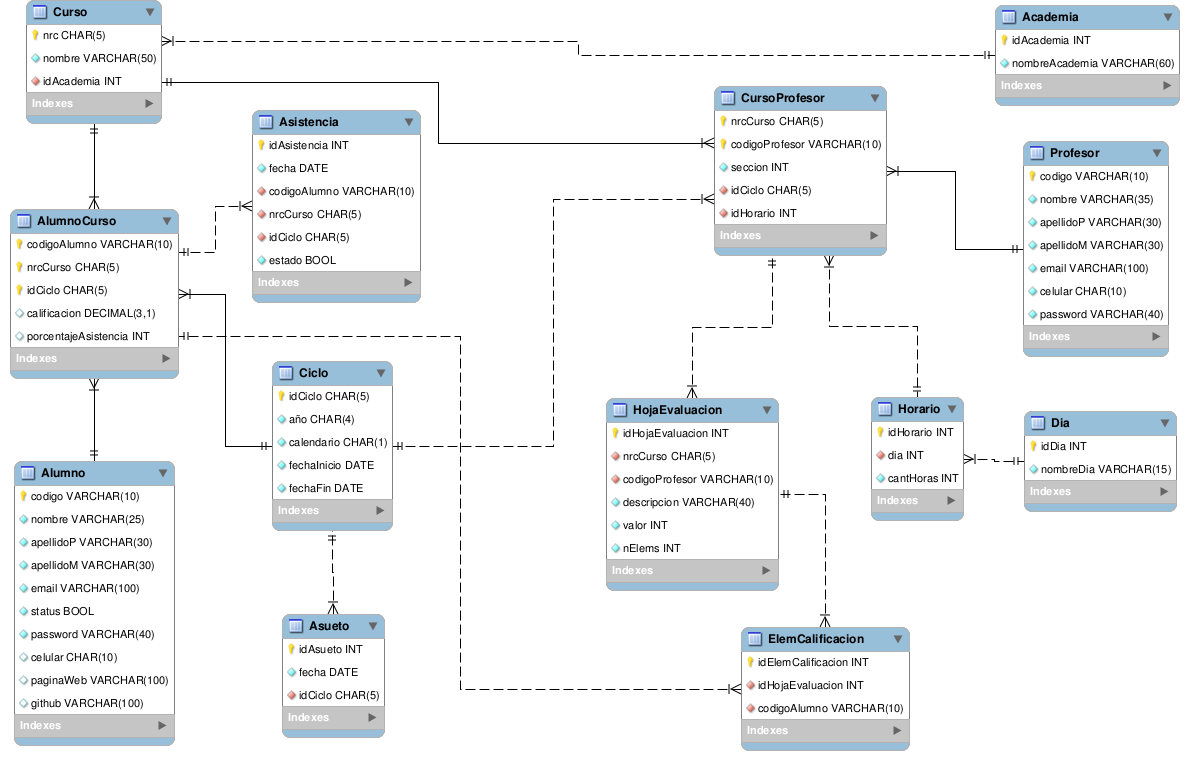 Curso
nrc CHAR(5)
nombre VARCHAR(50)
idAcademia INT
Indexes
Academia
idAcademia INT
nombreAcademia VARCHAR(60)
Indexes
Asistencia
idAsistencia INT
fecha DATE
codigoAlumno VARCHAR(10)
nrcCurso CHAR(5)
idCiclo CHAR(5)
estado BOOL
Indexes
CursoProfesor
nrcCurso CHAR(5)
codigoProfesor VARCHAR(10)
seccion INT
idCiclo CHAR(5)
idHorario INT
Indexes
Profesor
codigo VARCHAR(10)
nombre VARCHAR(35)
apellidoP VARCHAR(30)
apellidoM VARCHAR(30)
email VARCHAR(100)
celular CHAR(10)
password VARCHAR(40)
Indexes
AlumnoCurso
codigoAlumno VARCHAR(10)
nrcCurso CHAR(5)
idCiclo CHAR(5)
calificacion DECIMAL(3,1)
porcentajeAsistencia INT
Indexes
Ciclo
idCiclo CHAR(5)
año CHAR(4)
calendario CHAR(1)
fechaInicio DATE
fechaFin DATE
Indexes
HojaEvaluacion
idHojaEvaluacion INT
nrcCurso CHAR(5)
codigoProfesor VARCHAR(10)
descripcion VARCHAR(40)
valor INT
nElems INT
Indexes
Horario
idHorario INT
dia INT
cantHoras INT
Indexes
Dia
idDia INT
nombreDia VARCHAR(15)
Indexes
Alumno
codigo VARCHAR(10)
nombre VARCHAR(25)
apellidoP VARCHAR(30)
apellidoM VARCHAR(30)
email VARCHAR(100)
status BOOL
password VARCHAR(40)
celular CHAR(10)
paginaWeb VARCHAR(100)
github VARCHAR(100)
Indexes
Asueto
idAsueto INT
fecha DATE
idCiclo CHAR(5)
Indexes
ElemCalificacion
idElemCalificacion INT
idHojaEvaluacion INT
codigoAlumno VARCHAR(10)
Indexes